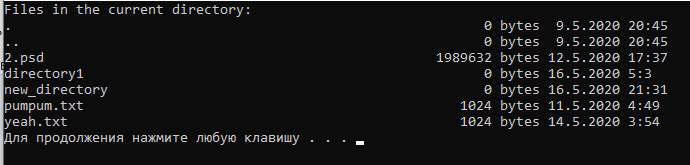 Files in the current directory:
. 0 bytes 9.5.2020 20:45
.. 0 bytes 9.5.2020 20:45
2.psd 1989632 bytes 12.5.2020 17:37
directory1 0 bytes 16.5.2020 5:3
new_directory 0 bytes 16.5.2020 21:31
pumpum.txt 1024 bytes 11.5.2020 4:49
yeah.txt 1024 bytes 14.5.2020 3:54
Для продолжения нажмите любую клавишу . . .